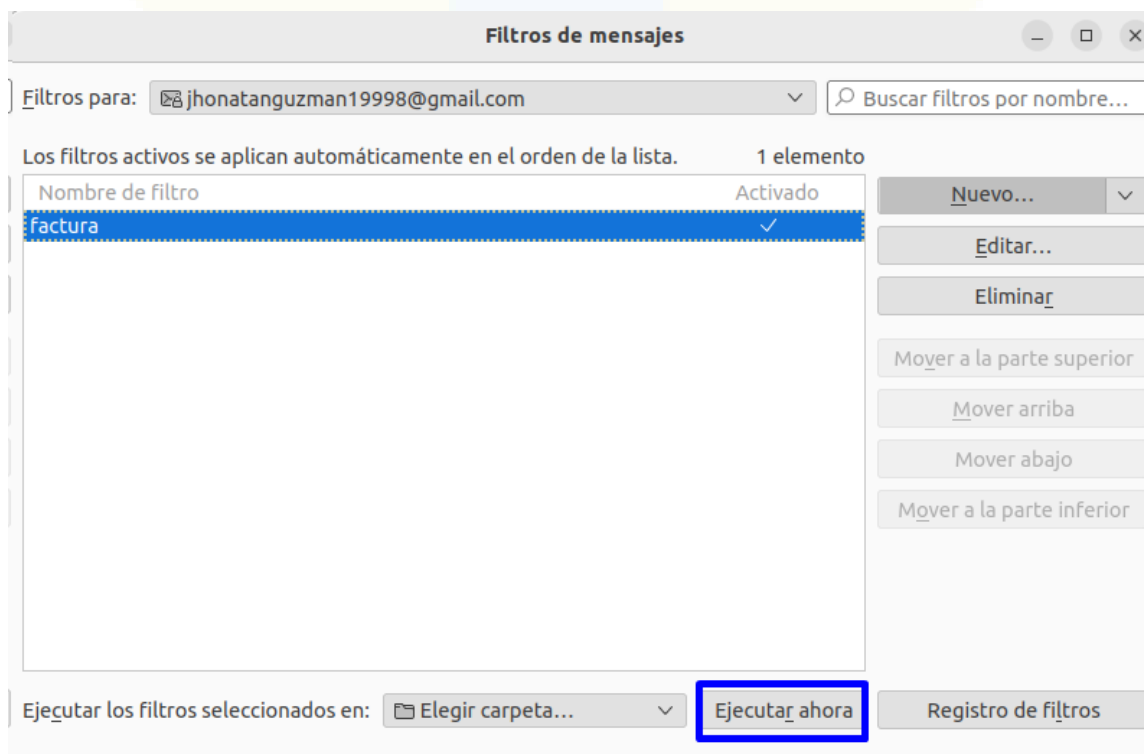 Filtros de mensajes
Filtros para: jhonatanguzman19998@gmail.com Buscar filtros por nombre...
Los filtros activos se aplican automáticamente en el orden de la lista. 1 elemento
Nombre de filtro Activado
Nuevo...
factura
Editar...
Eliminar
Mover a la parte superior
Mover arriba
Mover abajo
Mover a la parte inferior
Ejecutar los filtros seleccionados en: Elegir carpeta... Ejecutar ahora Registro de filtros